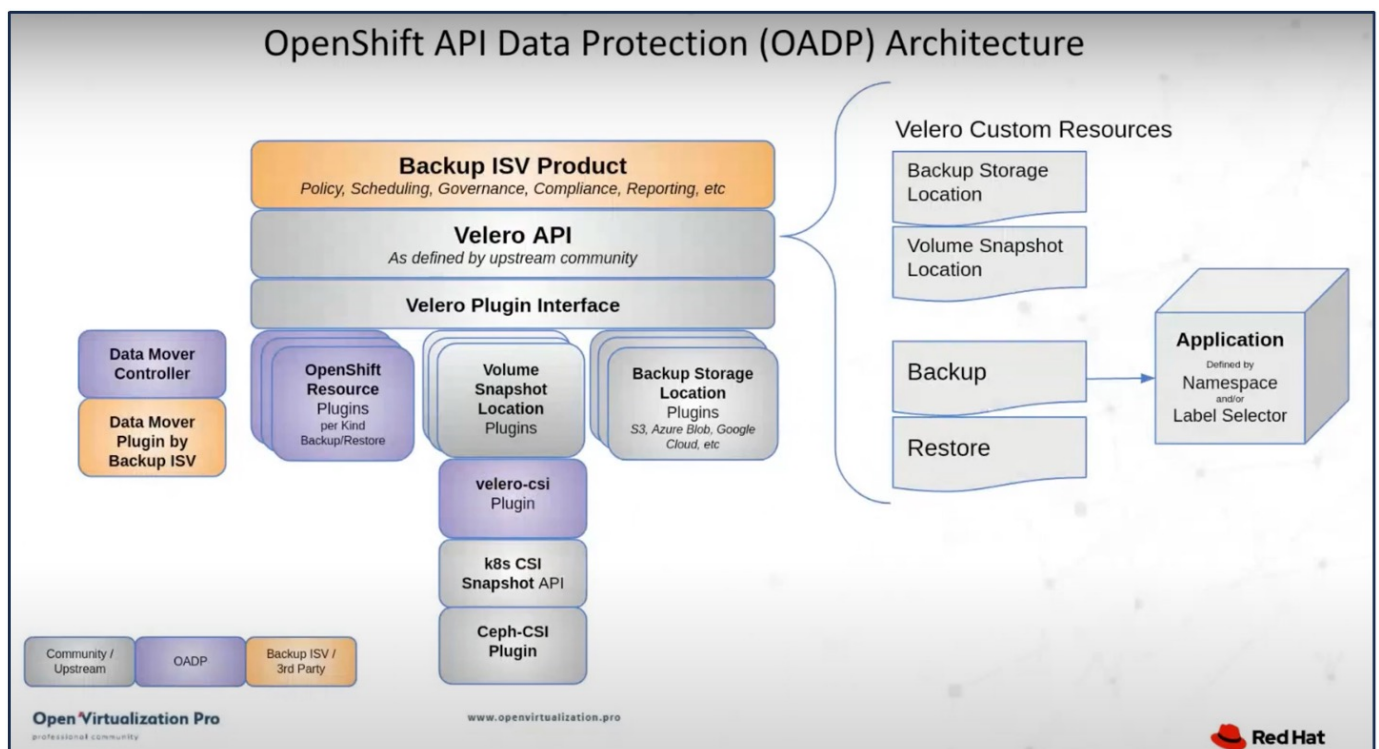 OpenShift API Data Protection (OADP) Architecture
Backup ISV Product
Policy, Scheduling, Governance, Compliance, Reporting, etc
Velero API
As defined by upstream community
Velero Plugin Interface
Data Mover
Controller
Data Mover
Plugin by
Backup ISV
OpenShift
Resource
Plugins
per Kind
Backup/Restore
Volume
Snapshot
Location
Plugins
Backup Storage
Location
Plugins
S3, Azure Blob, Google
Cloud, etc
velero-csi
Plugin
k8s CSI
Snapshot API
Ceph-CSI
Plugin
Velero Custom Resources
Backup Storage
Location
Volume Snapshot
Location
Backup
Restore
Application
Defined by
Namespace
and/or
Label Selector
Community /
Upstream
OADP
Backup ISV /
3rd Party
Open Virtualization Pro
professional community
www.openvirtualization.pro
Red Hat